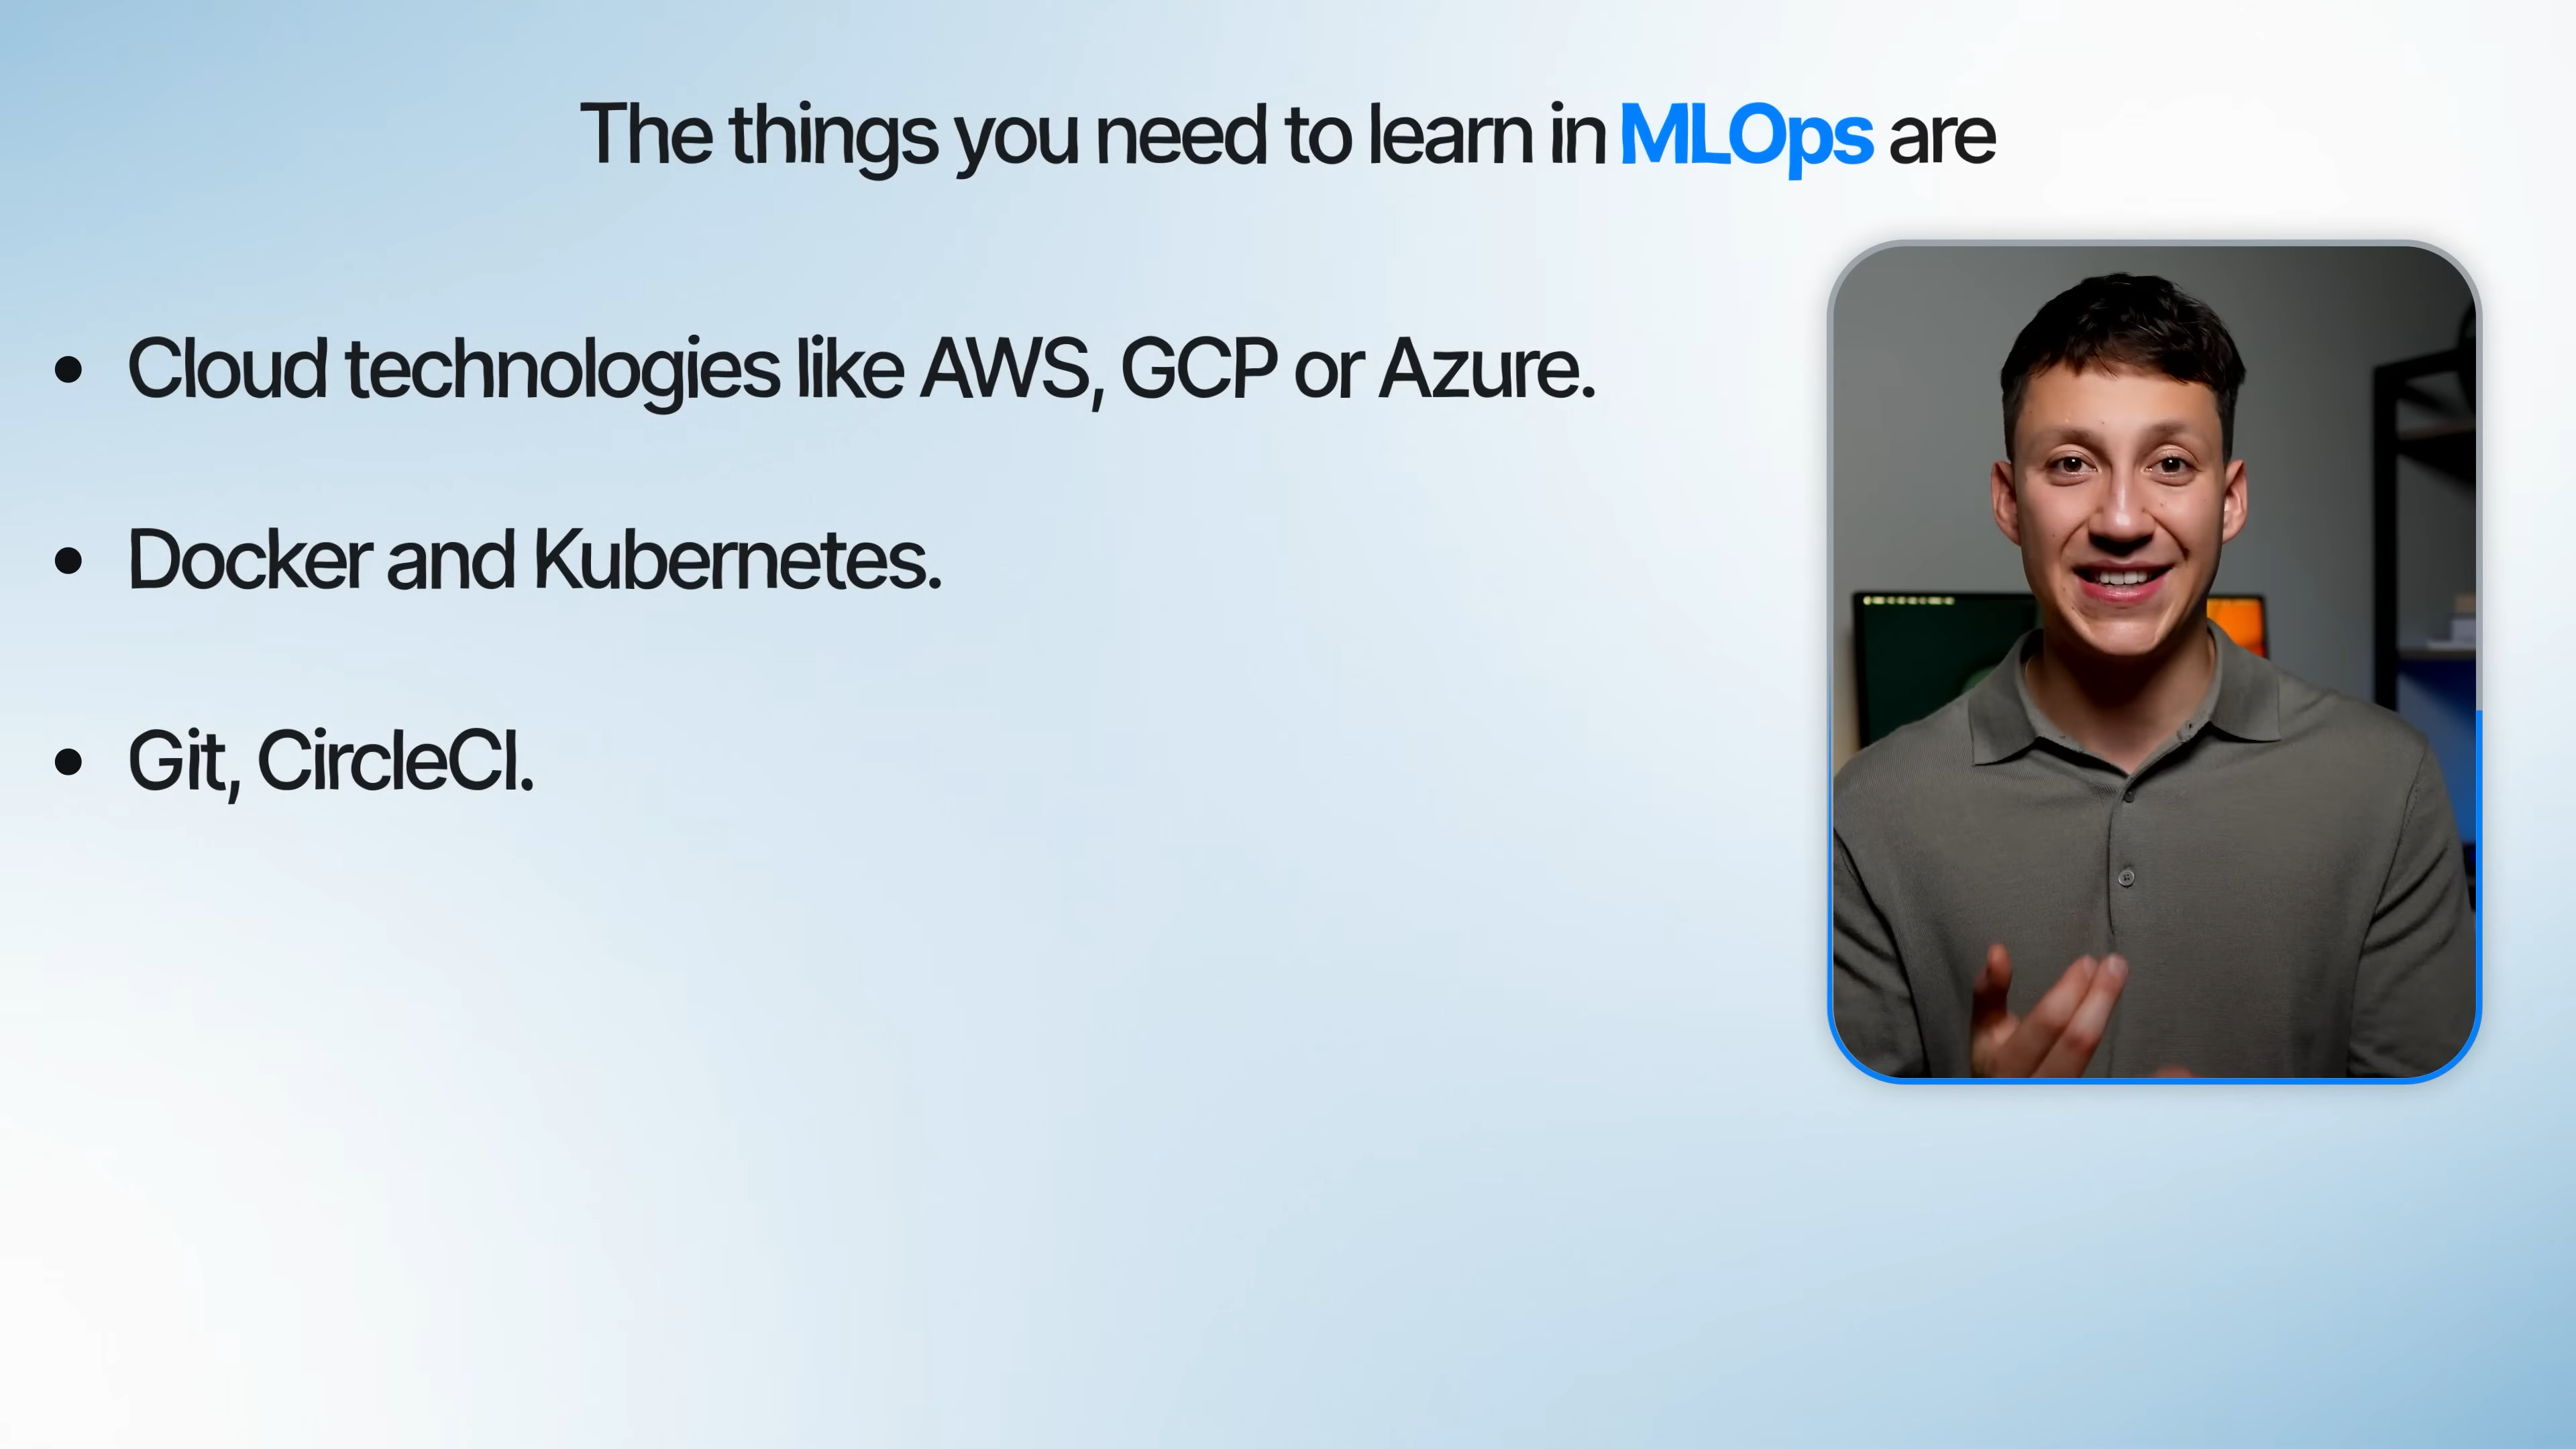 The things you need to learn in MLOps are
• Cloud technologies like AWS, GCP or Azure.
• Docker and Kubernetes.
• Git, CircleCI.